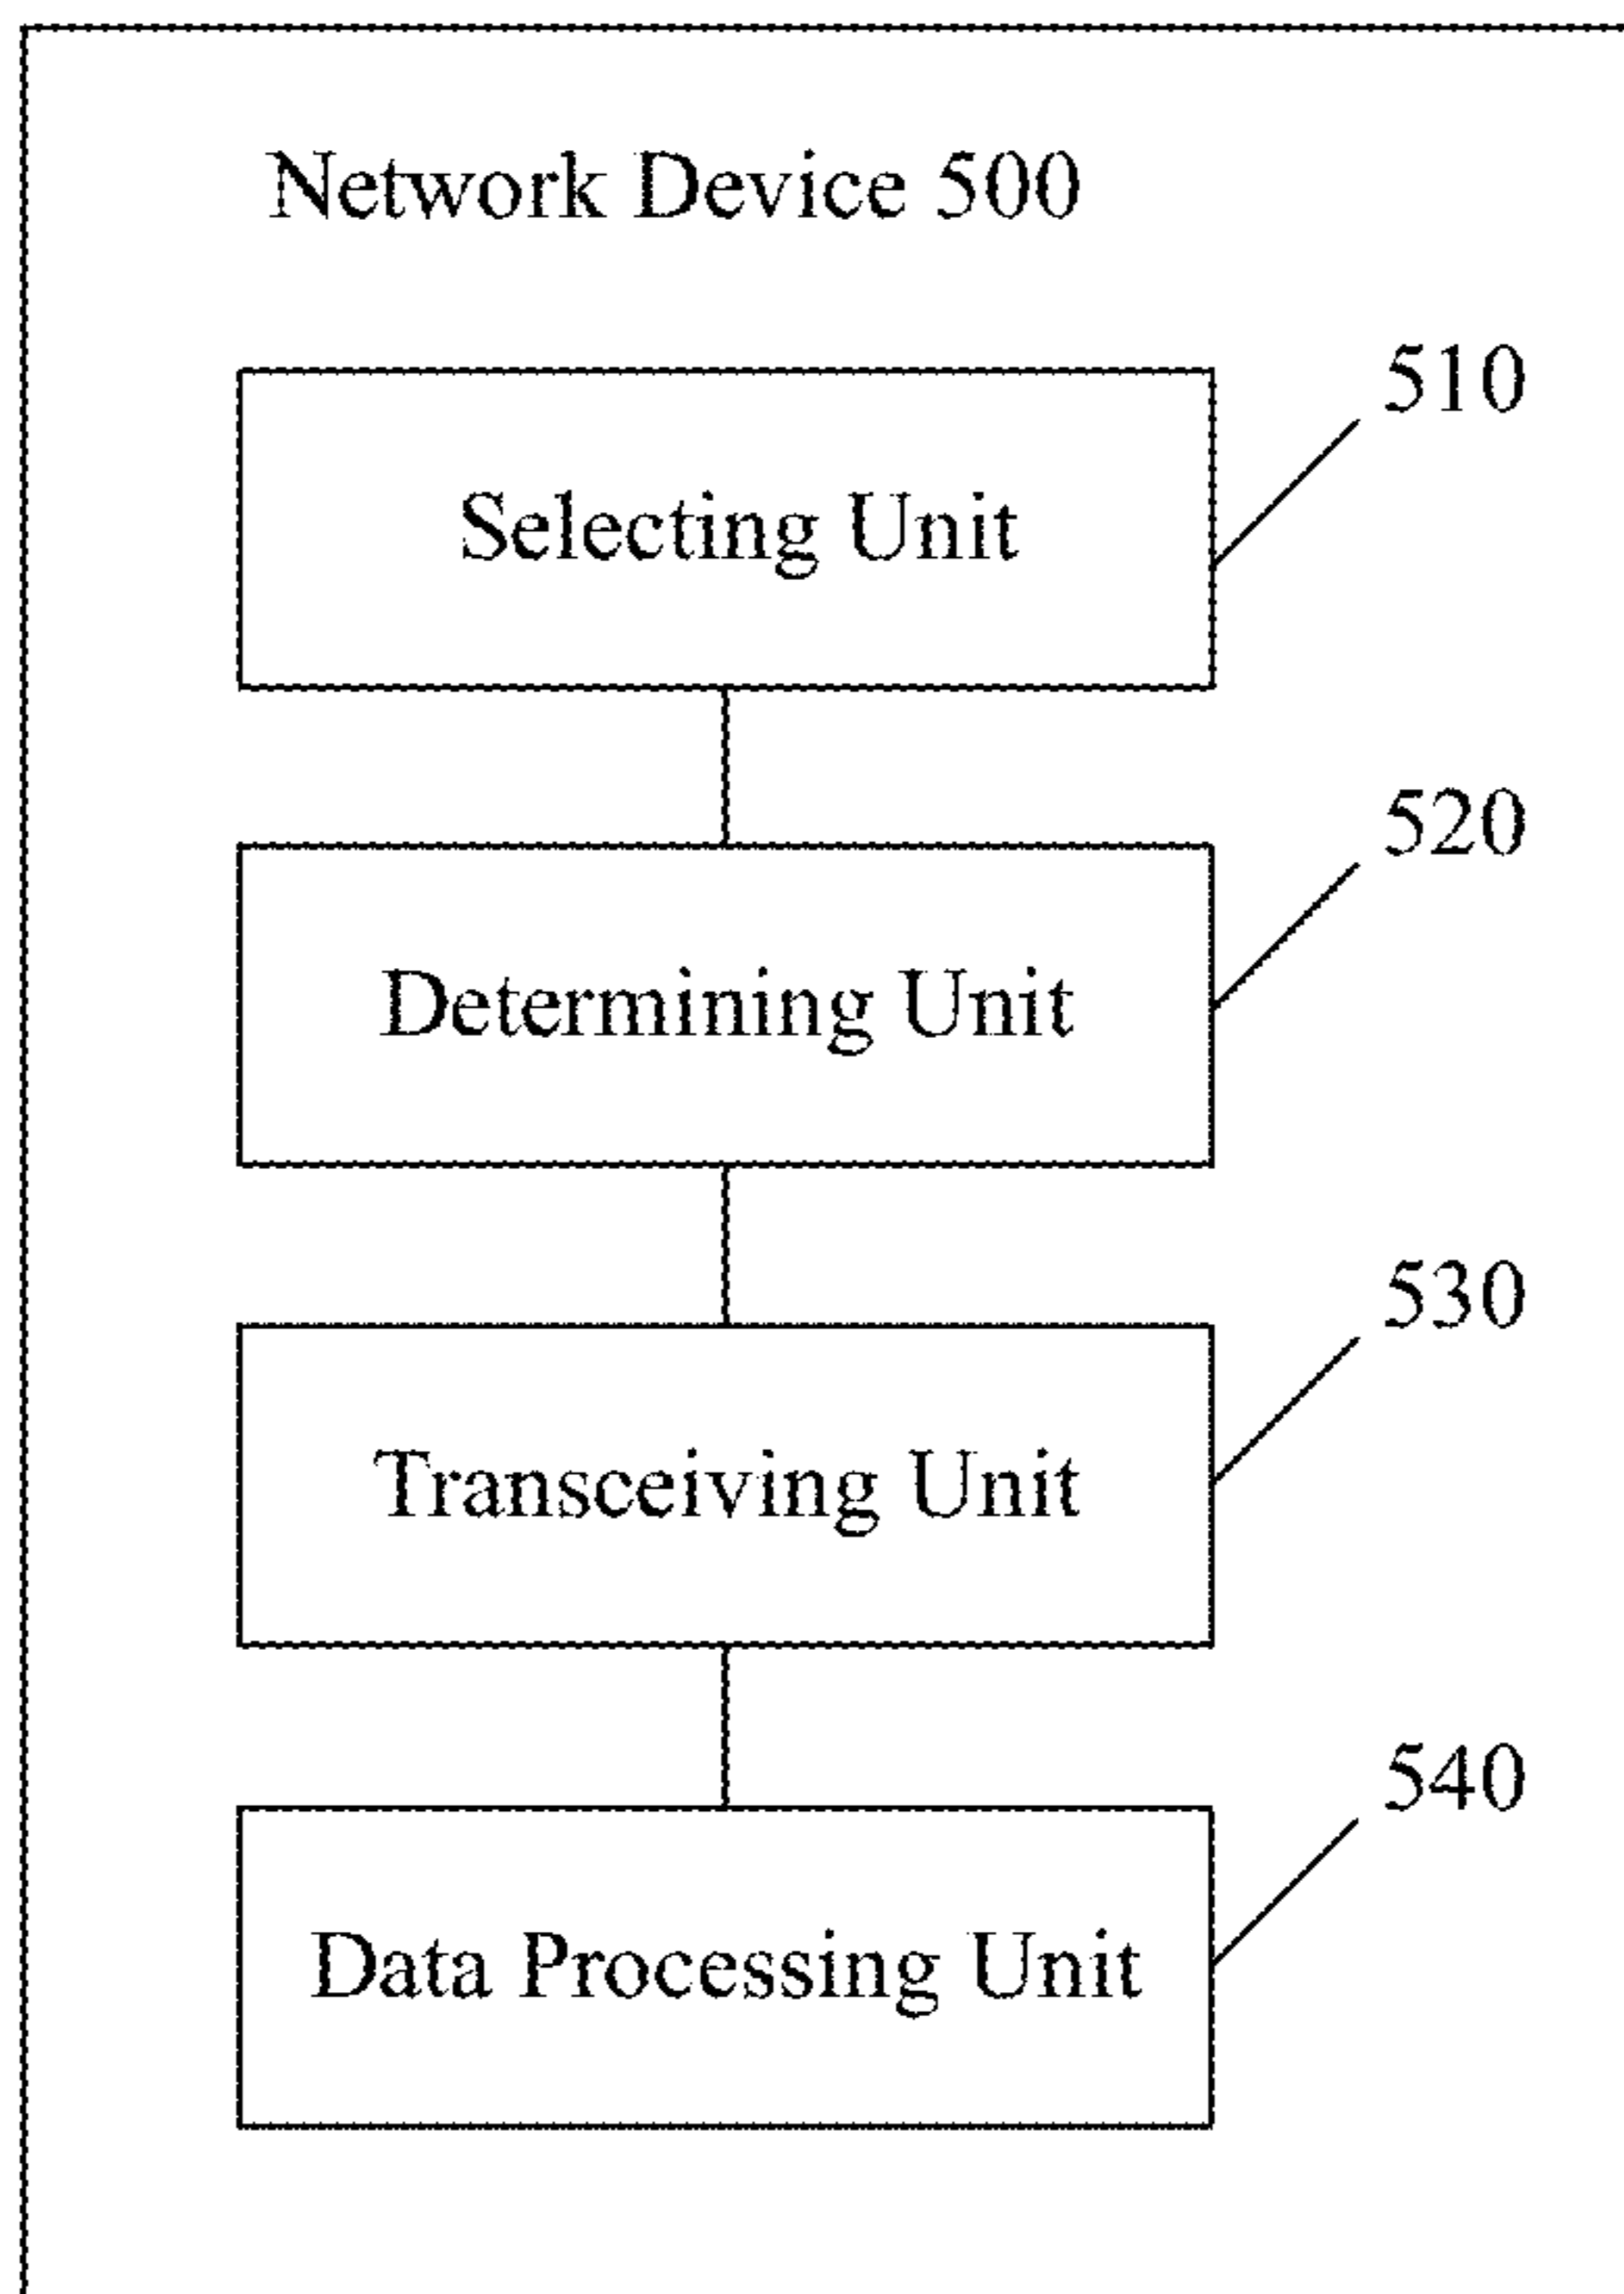 Network Device 500
510
Selecting Unit
520
Determining Unit
530
Transceiving Unit
540
Data Processing Unit